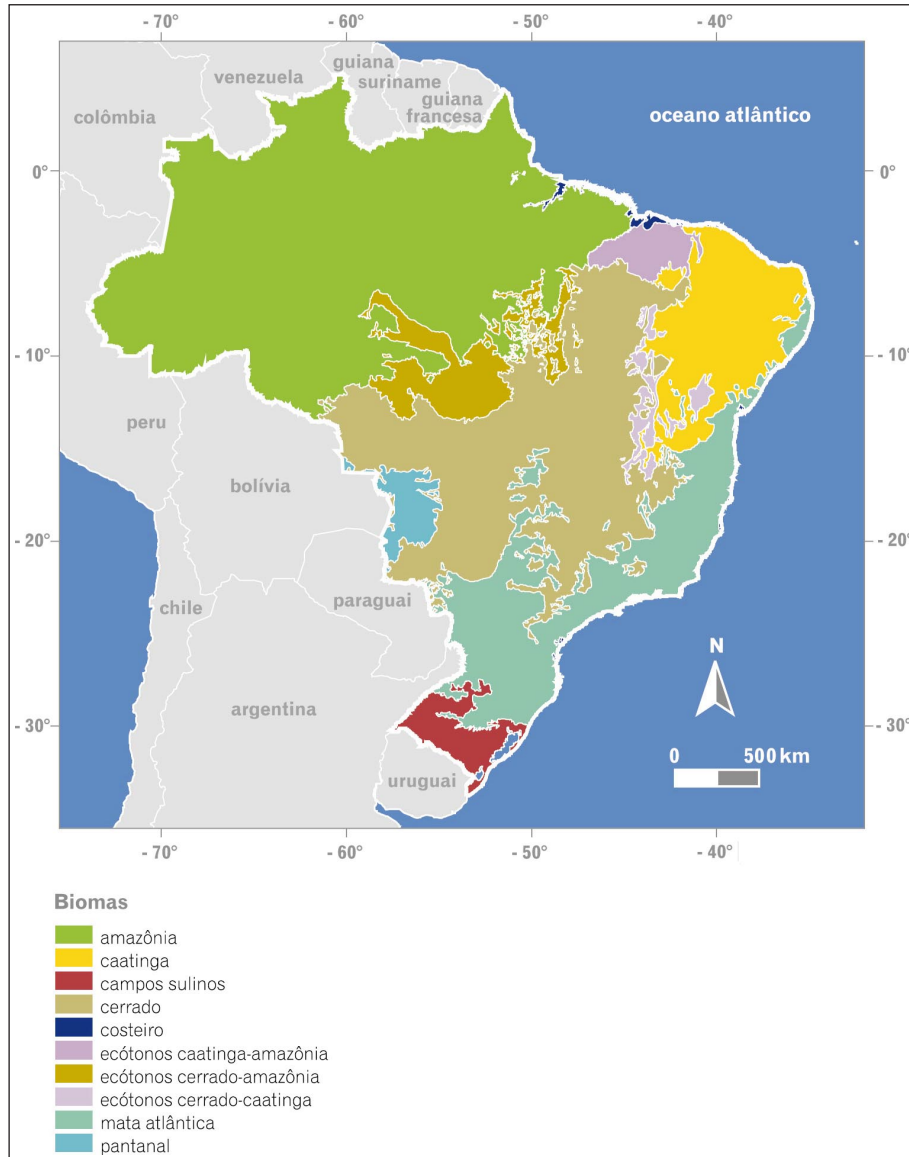 - 70°
- 60°
- 50°
- 40°
guiana
venezuela
suriname
guiana
francesa
colômbia
oceano atlântico
0°
0°
- 10°
- 10°
peru
bolívia
- 20°
- 20°
paraguai
chile
N
argentina
- 30°
- 30°
0
500 km
uruguai
- 70°
- 60°
- 50°
- 40°
Biomas
amazônia
caatinga
campos sulinos
cerrado
costeiro
ecótonos caatinga-amazônia
ecótonos cerrado-amazônia
ecótonos cerrado-caatinga
mata atlântica
pantanal